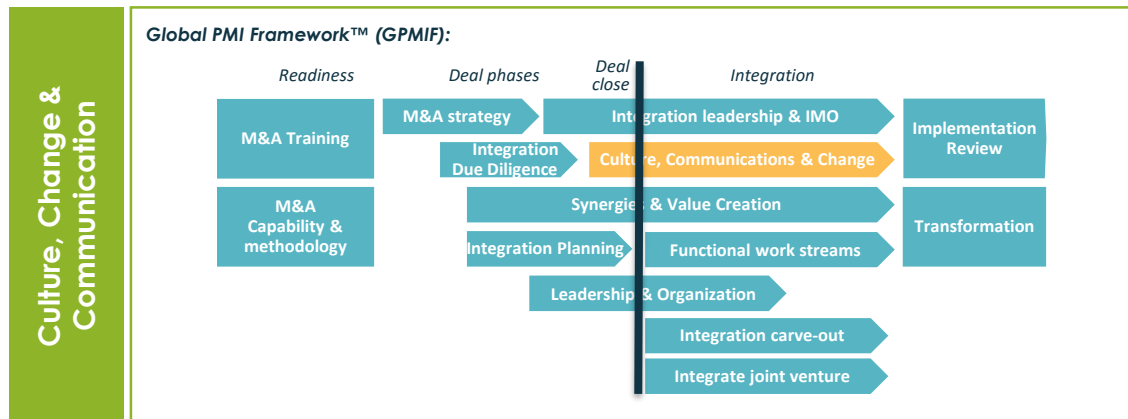 Culture, Change &
Communication
Global PMI Framework™ (GPMIF):
Readiness
Deal phases
Deal
close
Integration
M&A Training
M&A strategy
Integration leadership & IMO
Implementation
Review
Integration
Due Diligence
Culture, Communications & Change
M&A
Capability &
methodology
Synergies & Value Creation
Transformation
Integration Planning
Functional work streams
Leadership & Organization
Integration carve-out
Integrate joint venture